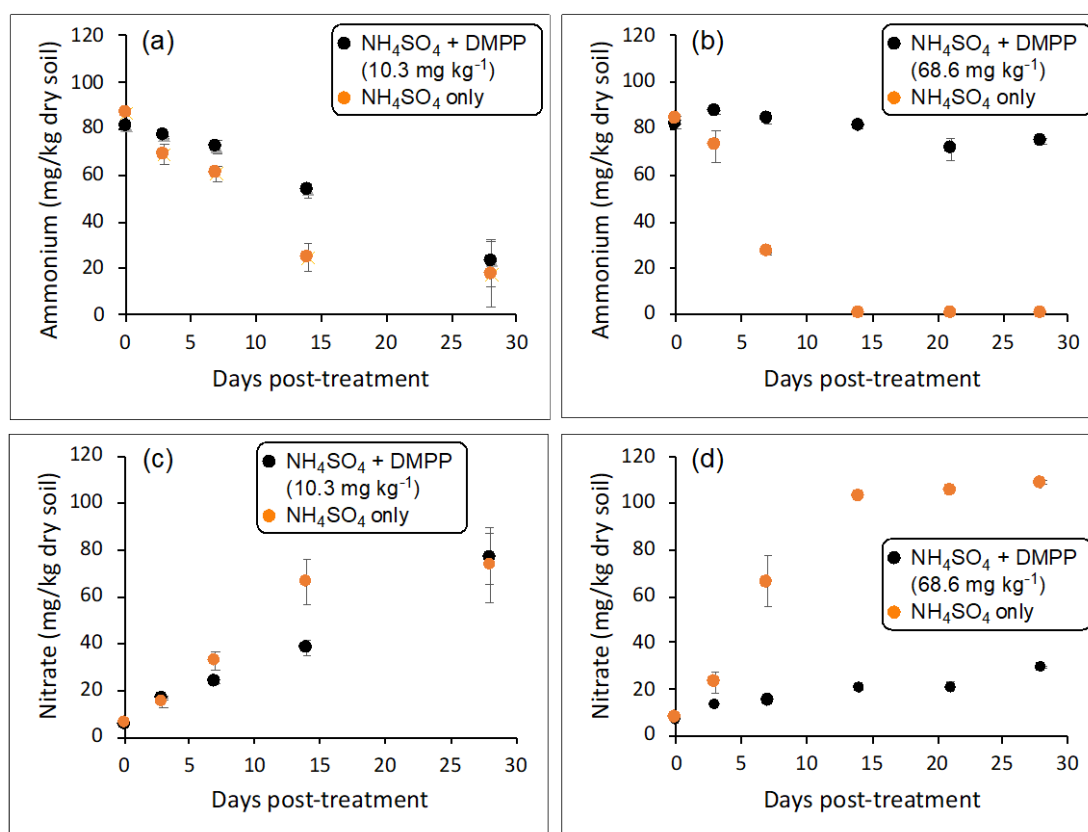 (a)
NH₄SO₄ + DMPP
(10.3 mg kg⁻¹)
NH₄SO₄ only
Ammonium (mg/kg dry soil)
120
100
80
60
40
20
0
0 5 10 15 20 25 30
Days post-treatment
(b)
NH₄SO₄ + DMPP
(68.6 mg kg⁻¹)
NH₄SO₄ only
Ammonium (mg/kg dry soil)
120
100
80
60
40
20
0
0 5 10 15 20 25 30
Days post-treatment
(c)
NH₄SO₄ + DMPP
(10.3 mg kg⁻¹)
NH₄SO₄ only
Nitrate (mg/kg dry soil)
120
100
80
60
40
20
0
0 5 10 15 20 25 30
Days post-treatment
(d)
NH₄SO₄ + DMPP
(68.6 mg kg⁻¹)
NH₄SO₄ only
Nitrate (mg/kg dry soil)
120
100
80
60
40
20
0
0 5 10 15 20 25 30
Days post-treatment